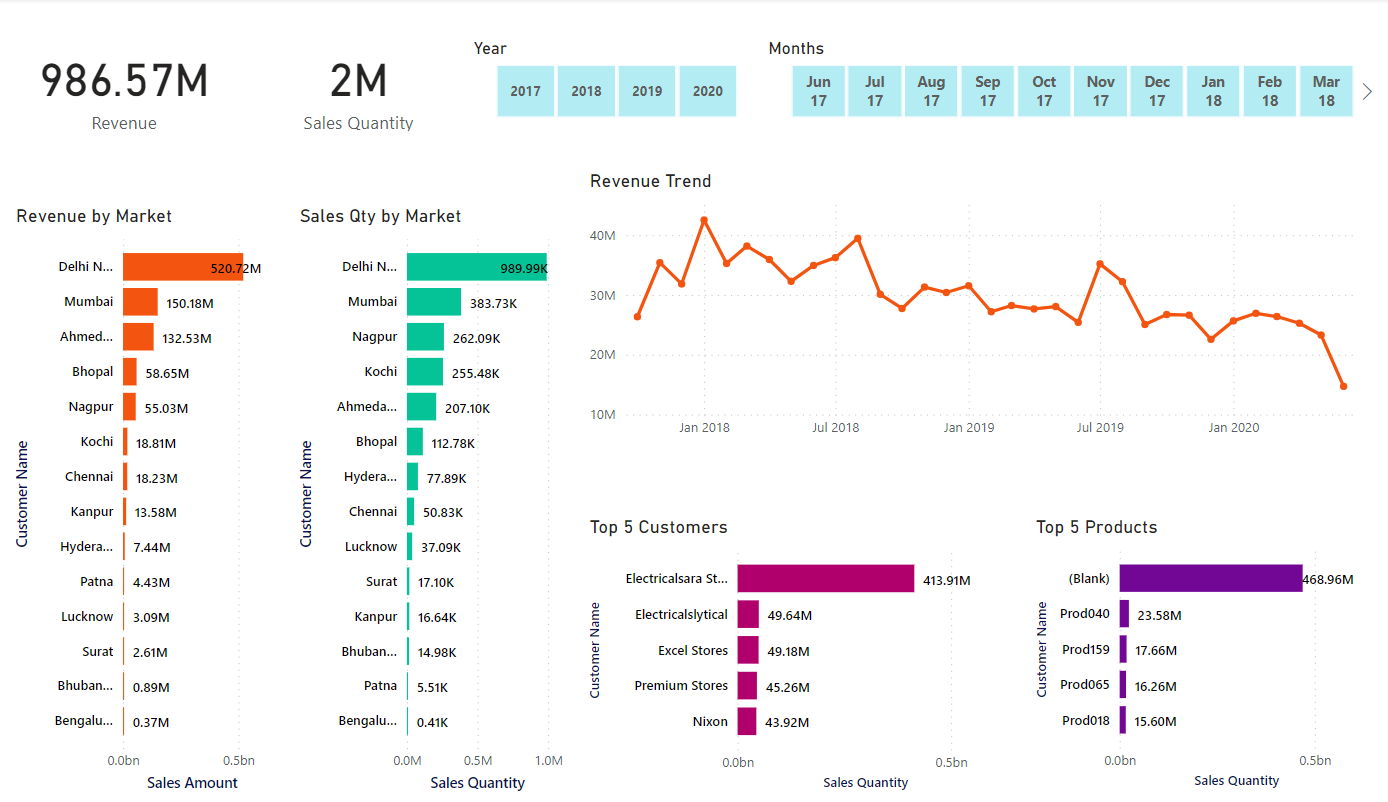 986.57M
Revenue
2M
Sales Quantity
Year
2017 2018 2019 2020
Months
Jun 17 Jul 17 Aug 17 Sep 17 Oct 17 Nov 17 Dec 17 Jan 18 Feb 18 Mar 18
Revenue by Market
Customer Name
Delhi N... 520.72M
Mumbai 150.18M
Ahmed... 132.53M
Bhopal 58.65M
Nagpur 55.03M
Kochi 18.81M
Chennai 18.23M
Kanpur 13.58M
Hydera... 7.44M
Patna 4.43M
Lucknow 3.09M
Surat 2.61M
Bhuban... 0.89M
Bengalu... 0.37M
0.0bn 0.5bn
Sales Amount
Sales Qty by Market
Customer Name
Delhi N... 989.99K
Mumbai 383.73K
Nagpur 262.09K
Kochi 255.48K
Ahmeda... 207.10K
Bhopal 112.78K
Hydera... 77.89K
Chennai 50.83K
Lucknow 37.09K
Surat 17.10K
Kanpur 16.64K
Bhuban... 14.98K
Patna 5.51K
Bengalu... 0.41K
0.0M 0.5M 1.0M
Sales Quantity
Revenue Trend
40M
30M
20M
10M
Jan 2018 Jul 2018 Jan 2019 Jul 2019 Jan 2020
Top 5 Customers
Customer Name
Electricalsara St... 413.91M
Electricalslytical 49.64M
Excel Stores 49.18M
Premium Stores 45.26M
Nixon 43.92M
0.0bn 0.5bn
Sales Quantity
Top 5 Products
Customer Name
(Blank) 468.96M
Prod040 23.58M
Prod159 17.66M
Prod065 16.26M
Prod018 15.60M
0.0bn 0.5bn
Sales Quantity